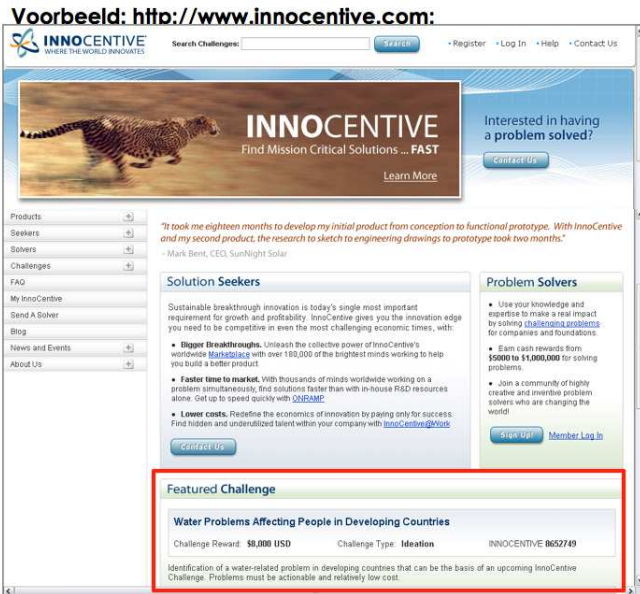 Voorbeeld: http://www.innocentive.com:
INNOCENTIVE
WHERE THE WORLD INNOVATES
Search Challenges:
Search
Register
Log In
Help
Contact Us
INNOCENTIVE
Find Mission Critical Solutions ... FAST
Learn More
Interested in having
a problem solved?
Contact Us
Products
Seekers
Solvers
Challenges
FAQ
My InnoCentive
Send A Solver
Blog
News and Events
About Us
"It took me eighteen months to develop my initial product from conception to functional prototype. With InnoCentive
and my second product, the research to sketch to engineering drawings to prototype took two months."
- Mark Bent, CEO, SunNight Solar
Solution Seekers
Sustainable breakthrough innovation is today's single most important
requirement for growth and profitability. InnoCentive gives you the innovation edge
you need to be competitive in even the most challenging economic times, with:
• Bigger Breakthroughs. Unleash the collective power of InnoCentive's
worldwide Marketplace with over 180,000 of the brightest minds working to help
you build a better product.
• Faster time to market. With thousands of minds worldwide working on a
problem simultaneously, find solutions faster than with in-house R&D resources
alone. Get up to speed quickly with ONRAMP
• Lower costs. Redefine the economics of innovation by paying only for success.
Find hidden and underutilized talent within your company with InnoCentive@Work
Contact Us
Problem Solvers
• Use your knowledge and
expertise to make a real impact
by solving challenging problems
for companies and foundations.
• Earn cash rewards from
$5000 to $1,000,000 for solving
problems.
• Join a community of highly
creative and inventive problem
solvers who are changing the
world!
Sign Up!
Member Log In
Featured Challenge
Water Problems Affecting People in Developing Countries
Challenge Reward: $8,000 USD
Challenge Type: Ideation
INNOCENTIVE 8652749
Identification of a water-related problem in developing countries that can be the basis of an upcoming InnoCentive
Challenge. Problems must be actionable and relatively low cost.